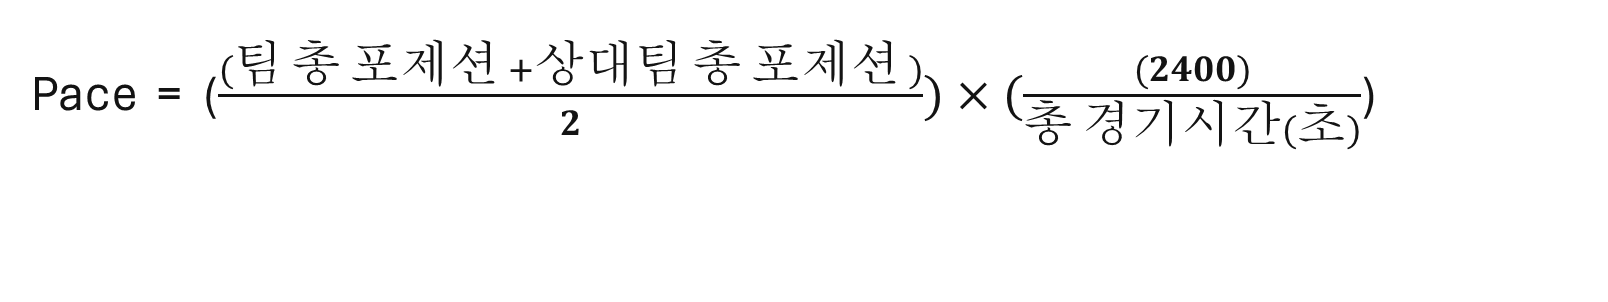 Pace = ((팀 총 포제션 +상대팀 총 포제션 )/2) × ((2400)/총 경기시간(초))